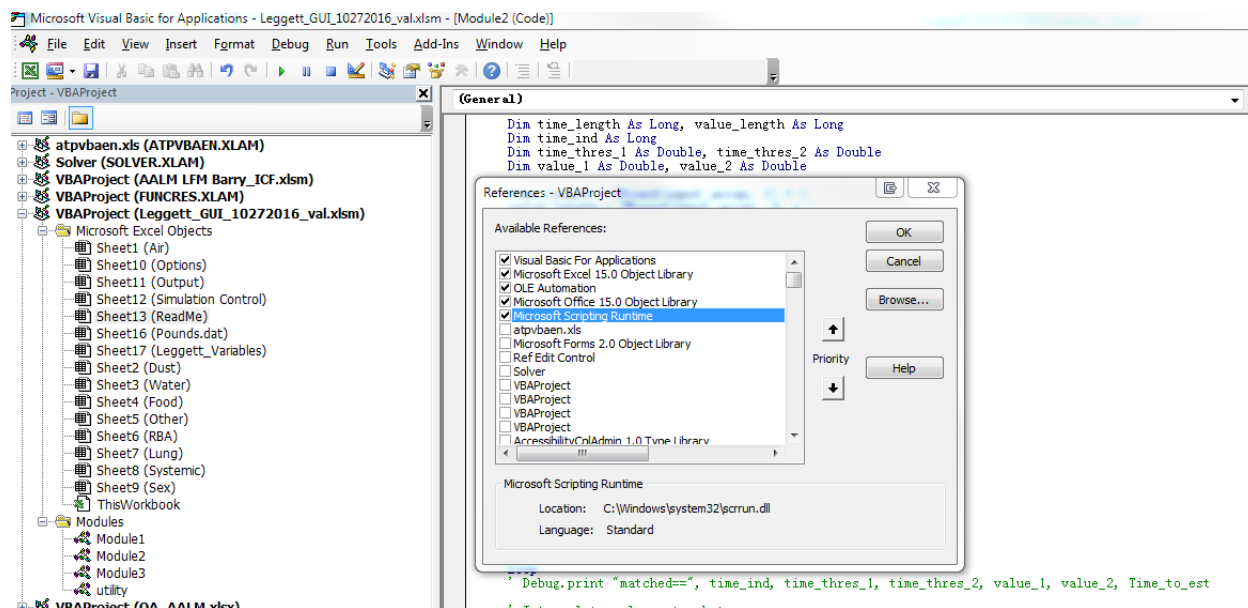 Microsoft Visual Basic for Applications - Leggett_GUI_10272016_val.xlsm - [Module2 (Code)]
File Edit View Insert Format Debug Run Tools Add-Ins Window Help
Project - VBAProject
atpvbaen.xls (ATPVBAEN.XLAM)
Solver (SOLVER.XLAM)
VBAProject (AALM LFM Barry_ICF.xlsm)
VBAProject (FUNCRES.XLAM)
VBAProject (Leggett_GUI_10272016_val.xlsm)
Microsoft Excel Objects
Sheet1 (Air)
Sheet10 (Options)
Sheet11 (Output)
Sheet12 (Simulation Control)
Sheet13 (ReadMe)
Sheet16 (Pounds.dat)
Sheet17 (Leggett_Variables)
Sheet2 (Dust)
Sheet3 (Water)
Sheet4 (Food)
Sheet5 (Other)
Sheet6 (RBA)
Sheet7 (Lung)
Sheet8 (Systemic)
Sheet9 (Sex)
ThisWorkbook
Modules
Module1
Module2
Module3
utility
VBAProject (QA_AALM.xlsx)
(General)
Dim time_length As Long, value_length As Long
Dim time_ind As Long
Dim time_thres_1 As Double, time_thres_2 As Double
Dim value_1 As Double, value_2 As Double
References - VBAProject
Available References:
Visual Basic For Applications
Microsoft Excel 15.0 Object Library
OLE Automation
Microsoft Office 15.0 Object Library
Microsoft Scripting Runtime
atpvbaen.xls
Microsoft Forms 2.0 Object Library
Ref Edit Control
Solver
VBAProject
VBAProject
VBAProject
VBAProject
AccessibilityCplAdmin 1.0 Type Library
OK
Cancel
Browse...
Priority
Help
Microsoft Scripting Runtime
Location: C:\Windows\system32\scrrun.dll
Language: Standard
' Debug.print "matched==", time_ind, time_thres_1, time_thres_2, value_1, value_2, Time_to_est